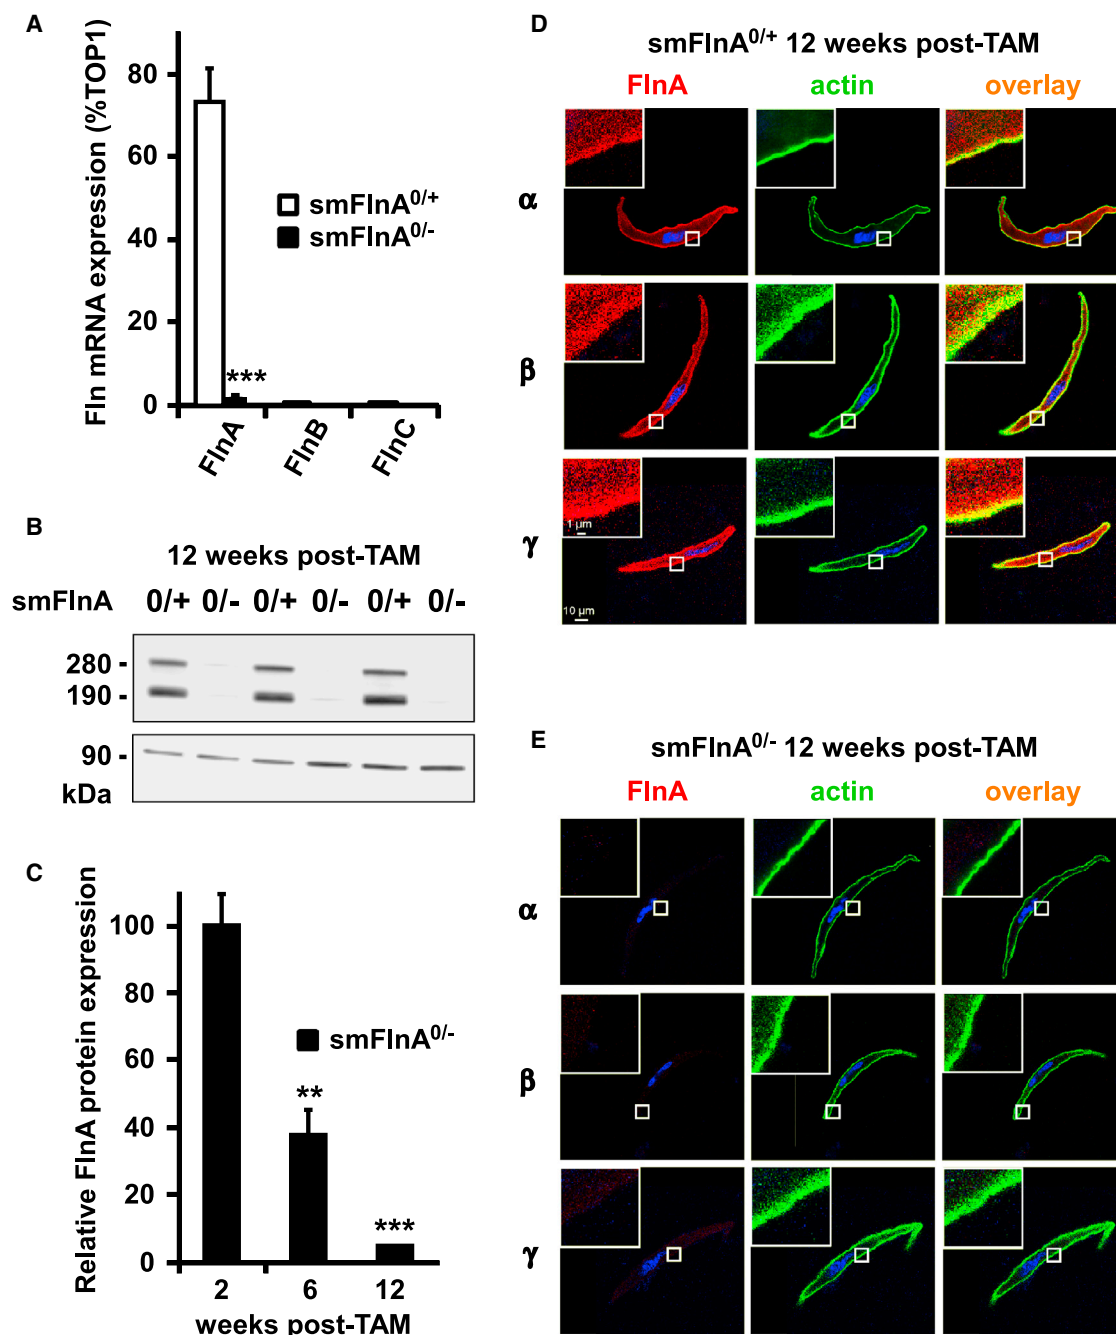 A
Fln mRNA expression (%TOP1)
80
60
40
20
0
***
smFlnA0/+
smFlnA0/-
FlnA
FlnB
FlnC
B
12 weeks post-TAM
smFlnA 0/+ 0/- 0/+ 0/- 0/+ 0/-
280 -
190 -
90 -
kDa
C
Relative FlnA protein expression
100
80
60
40
20
0
smFlnA0/-
**
***
2 6 12
weeks post-TAM
D
smFlnA0/+ 12 weeks post-TAM
FlnA actin overlay
α
β
γ
1 μm
10 μm
E
smFlnA0/- 12 weeks post-TAM
FlnA actin overlay
α
β
γ